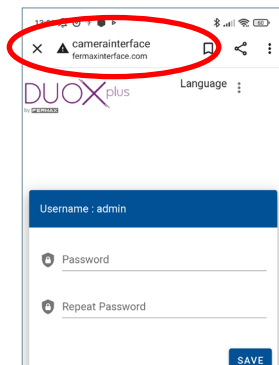 camerainterface
fermaxinterface.com
DUOX plus
by FERMAX
Language
Username : admin
Password
Repeat Password
SAVE